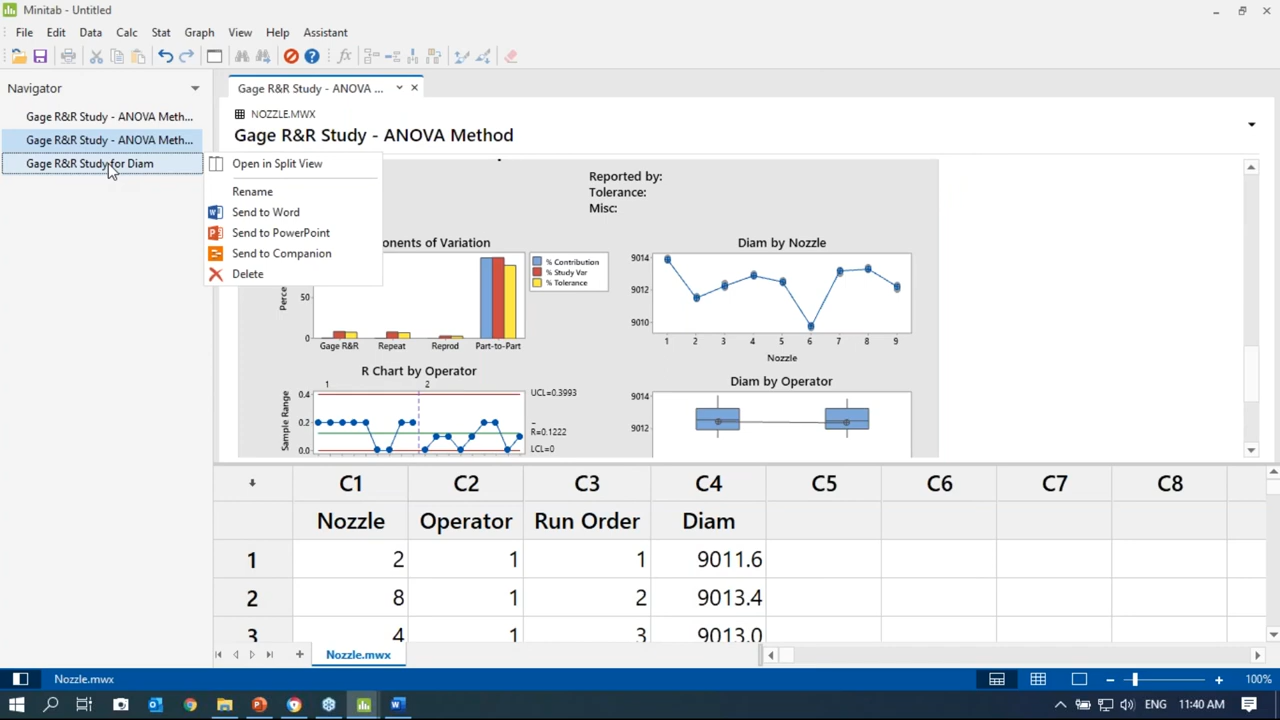 Minitab - Untitled
File Edit Data Calc Stat Graph View Help Assistant
Navigator
Gage R&R Study - ANOVA Meth...
Gage R&R Study - ANOVA Meth...
Gage R&R Study for Diam
Open in Split View
Rename
Send to Word
Send to PowerPoint
Send to Companion
Delete
Gage R&R Study - ANOVA ...
NOZZLE.MWX
Gage R&R Study - ANOVA Method
Reported by:
Tolerance:
Misc:
onents of Variation
% Contribution
% Study Var
% Tolerance
Perce
50
0
Gage R&R Repeat Reprod Part-to-Part
Diam by Nozzle
9014
9012
9010
1 2 3 4 5 6 7 8 9
Nozzle
R Chart by Operator
1 2
Sample Range
0.4
0.2
0.0
UCL=0.3993
R=0.1222
LCL=0
Diam by Operator
9014
9012
C1 C2 C3 C4 C5 C6 C7 C8
Nozzle Operator Run Order Diam
1 2 1 1 9011.6
2 8 1 2 9013.4
3 4 1 3 9013.0
Nozzle.mwx
Nozzle.mwx
100%
ENG 11:40 AM